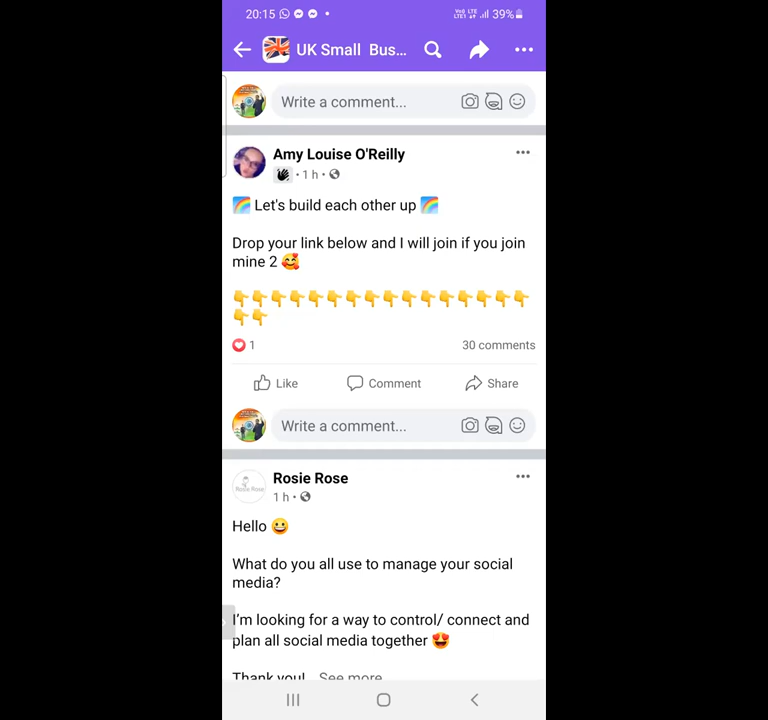 20:15
39%
UK Small Bus...
Write a comment...
Amy Louise O'Reilly
1 h
🌈 Let's build each other up 🌈
Drop your link below and I will join if you join
mine 2 🥰
👇👇👇👇👇👇👇👇👇👇👇👇👇👇👇👇
👇👇
1
30 comments
Like Comment Share
Write a comment...
Rosie Rose
1 h
Hello 😀
What do you all use to manage your social
media?
I'm looking for a way to control/ connect and
plan all social media together 😍
Thank you! See more